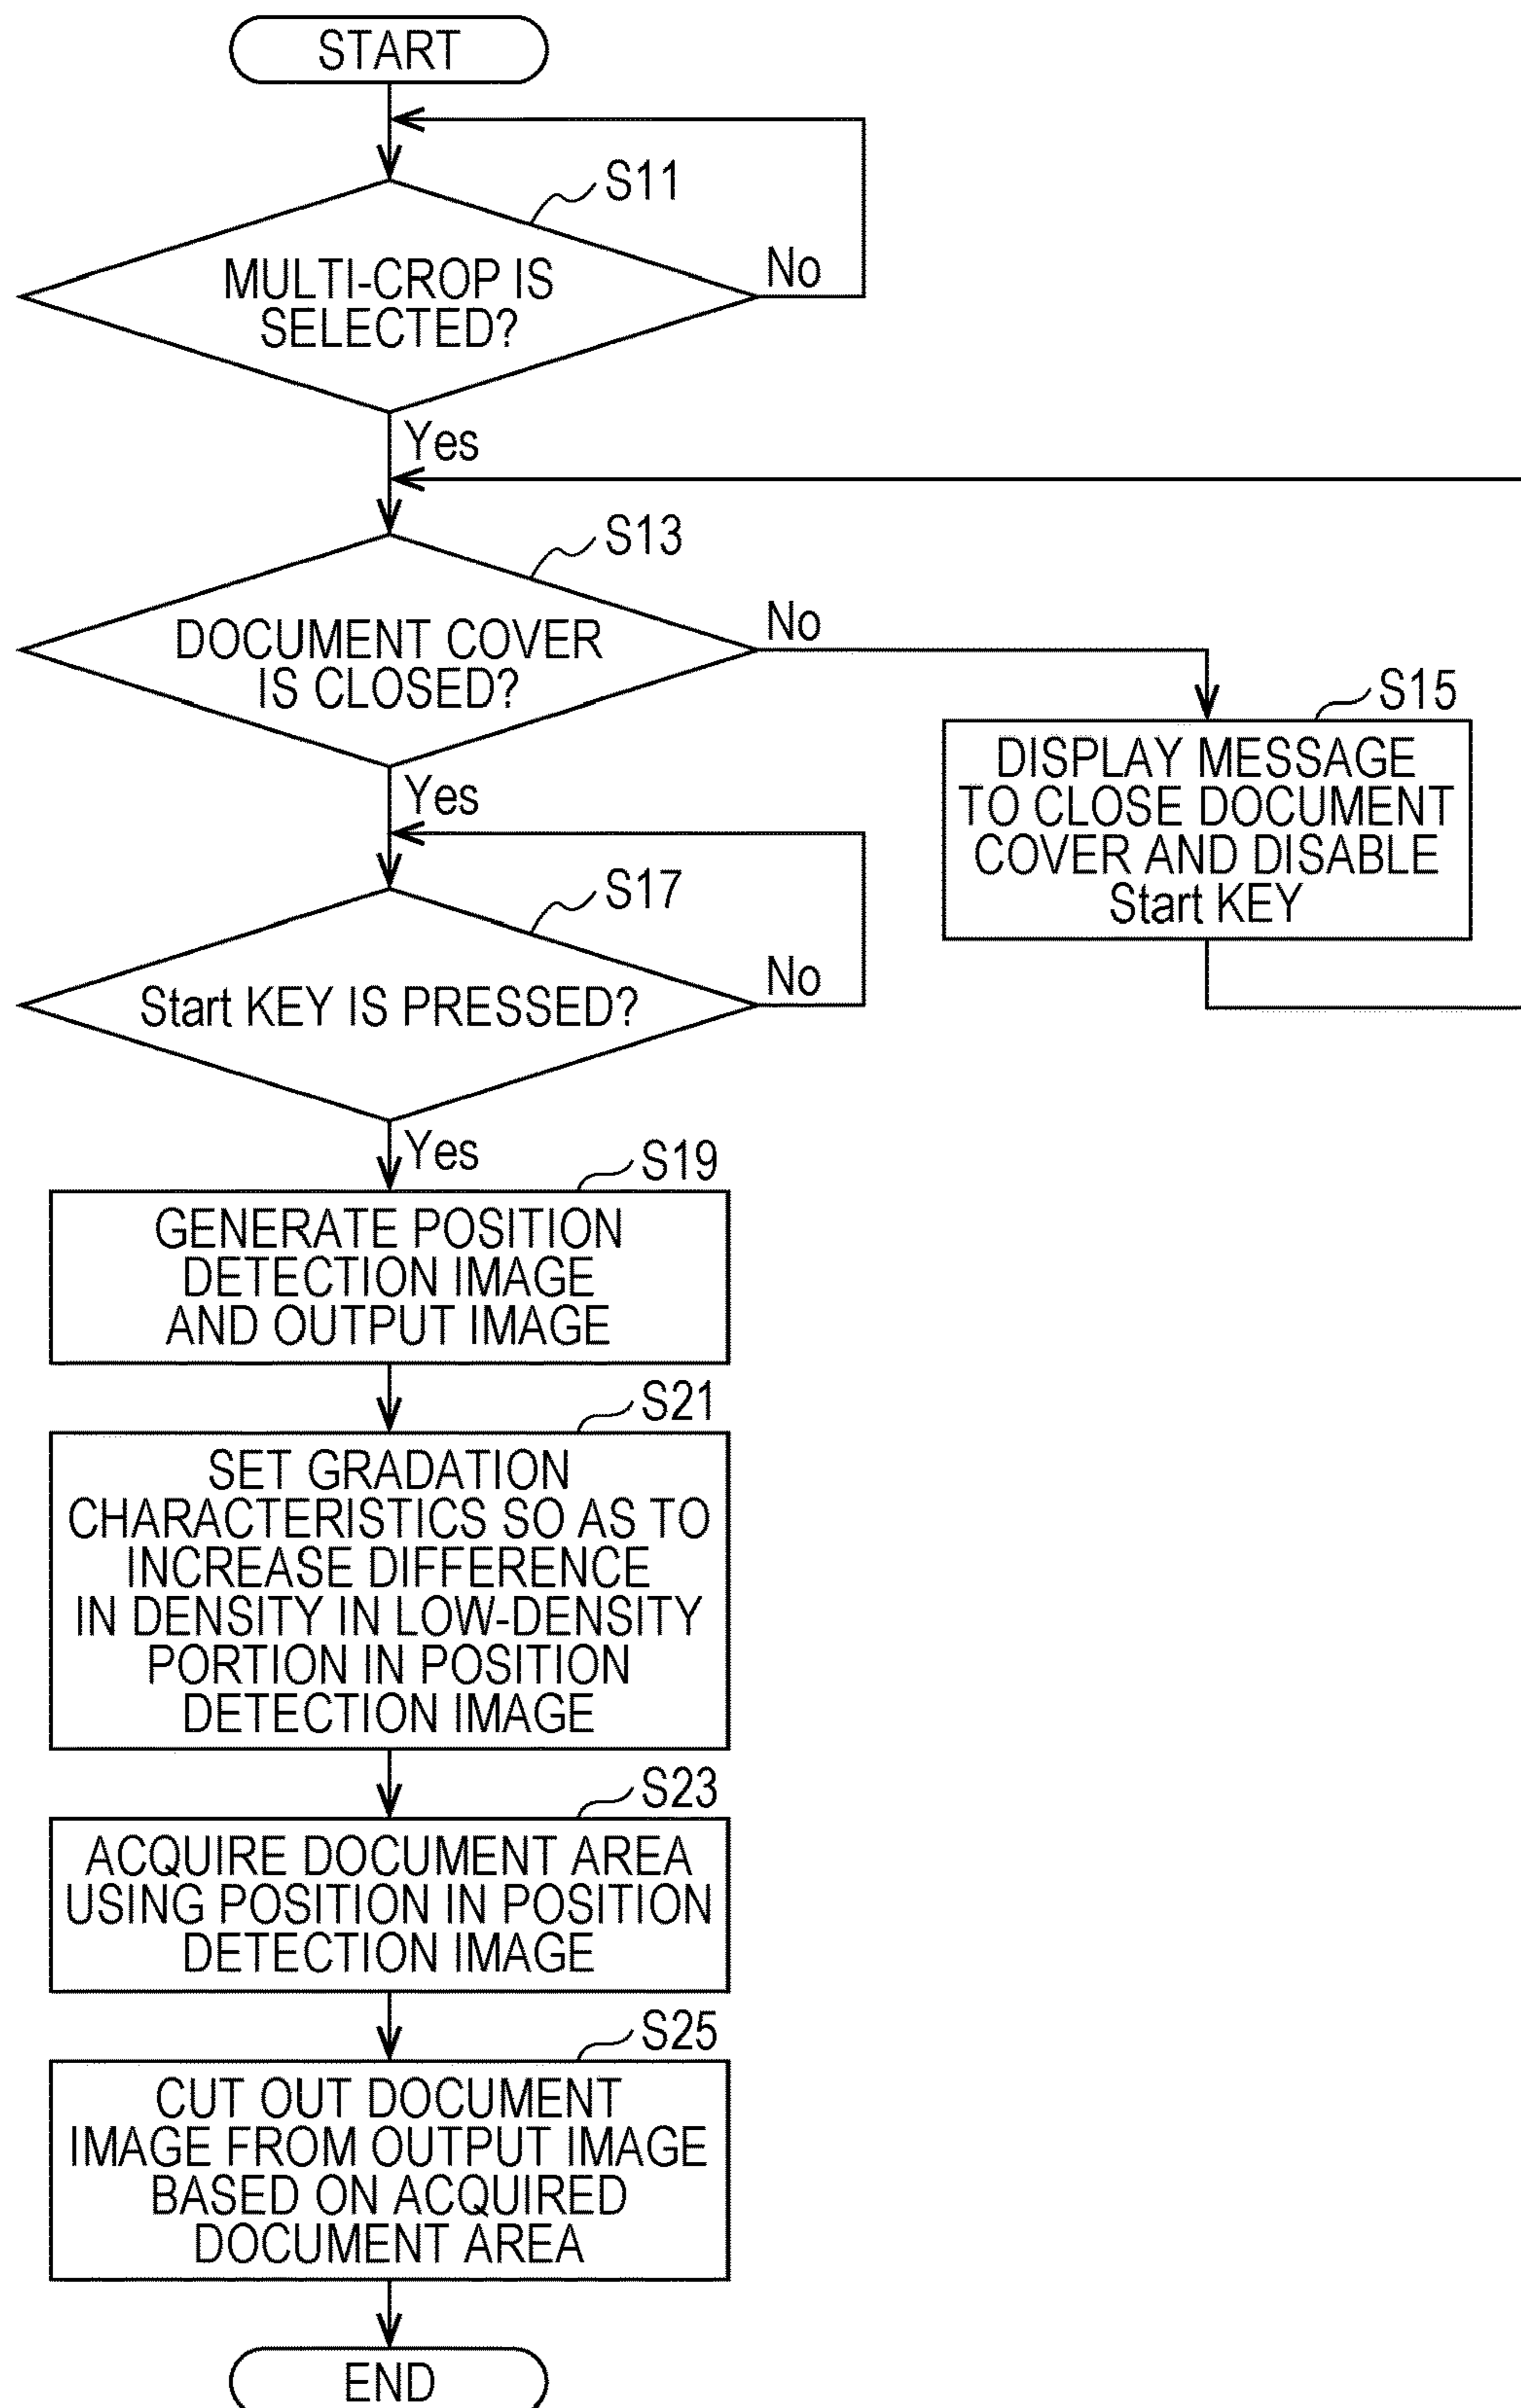 START
S11
MULTI-CROP IS
SELECTED?
No
Yes
S13
DOCUMENT COVER
IS CLOSED?
No
Yes
S15
DISPLAY MESSAGE
TO CLOSE DOCUMENT
COVER AND DISABLE
Start KEY
S17
Start KEY IS PRESSED?
No
Yes
S19
GENERATE POSITION
DETECTION IMAGE
AND OUTPUT IMAGE
S21
SET GRADATION
CHARACTERISTICS SO AS TO
INCREASE DIFFERENCE
IN DENSITY IN LOW-DENSITY
PORTION IN POSITION
DETECTION IMAGE
S23
ACQUIRE DOCUMENT AREA
USING POSITION IN POSITION
DETECTION IMAGE
S25
CUT OUT DOCUMENT
IMAGE FROM OUTPUT IMAGE
BASED ON ACQUIRED
DOCUMENT AREA
END